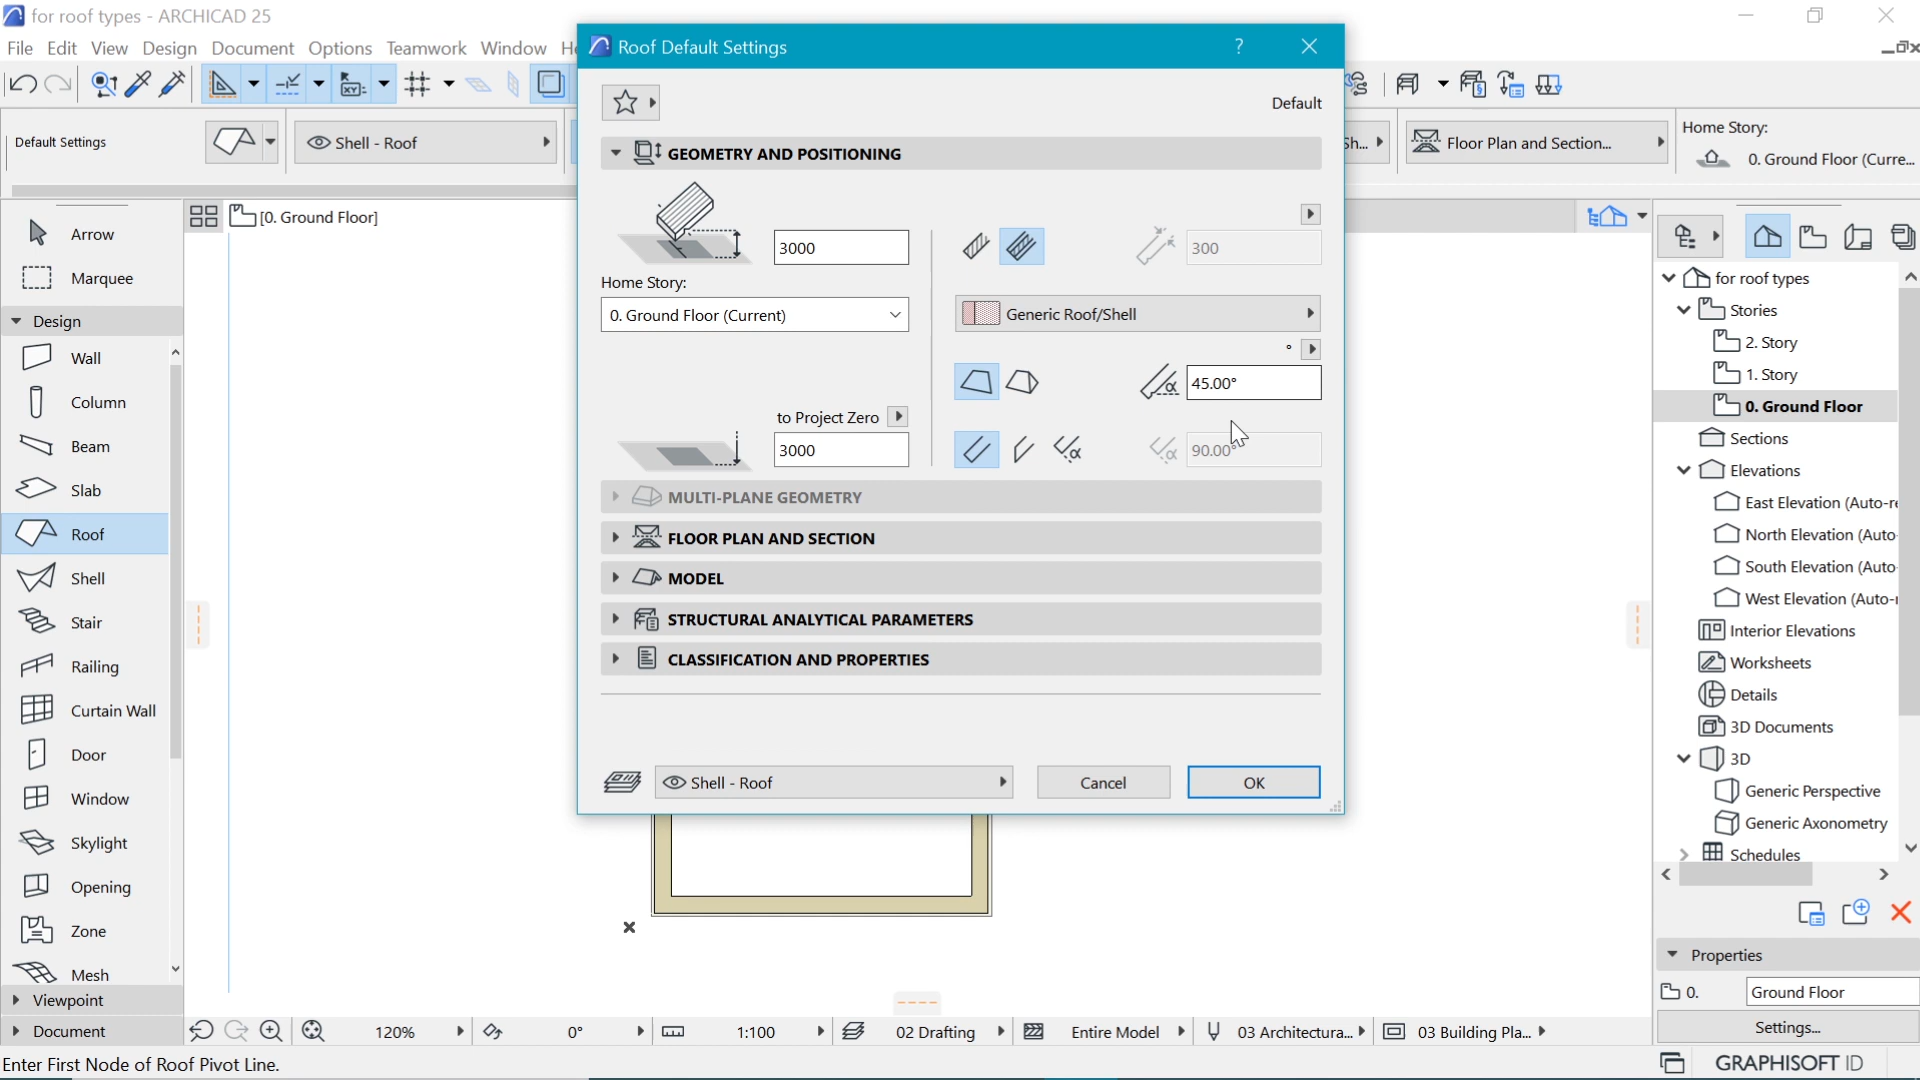 for roof types - ARCHICAD 25
File Edit View Design Document Options Teamwork Window
Roof Default Settings
?
XY:
Default Settings
Shell - Roof
Floor Plan and Section...
Home Story:
0. Ground Floor (Curre...
[0. Ground Floor]
Default
GEOMETRY AND POSITIONING
3000
300
Home Story:
0. Ground Floor (Current)
Generic Roof/Shell
°
45.00°
to Project Zero
3000
90.00°
MULTI-PLANE GEOMETRY
FLOOR PLAN AND SECTION
MODEL
STRUCTURAL ANALYTICAL PARAMETERS
CLASSIFICATION AND PROPERTIES
Shell - Roof
Cancel
OK
Arrow
Marquee
Design
Wall
Column
Beam
Slab
Roof
Shell
Stair
Railing
Curtain Wall
Door
Window
Skylight
Opening
Zone
Mesh
Viewpoint
Document
for roof types
Stories
2. Story
1. Story
0. Ground Floor
Sections
Elevations
East Elevation (Auto-re
North Elevation (Auto-
South Elevation (Auto-
West Elevation (Auto-r
Interior Elevations
Worksheets
Details
3D Documents
3D
Generic Perspective
Generic Axonometry
Schedules
Properties
0.
Ground Floor
Settings...
120%
0°
1:100
02 Drafting
Entire Model
03 Architectura...
03 Building Pla...
Enter First Node of Roof Pivot Line.
GRAPHISOFT ID